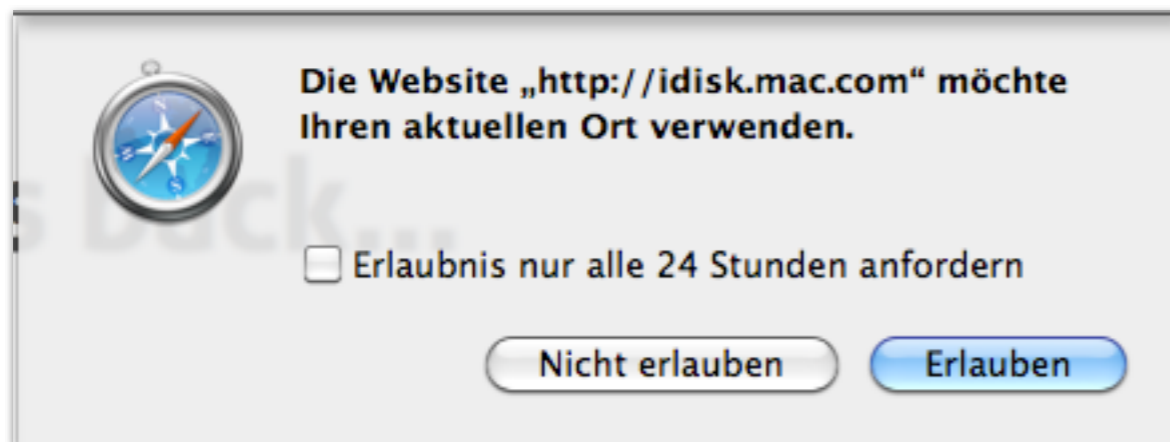 Die Website „http://idisk.mac.com“ möchte
Ihren aktuellen Ort verwenden.
s back...
Erlaubnis nur alle 24 Stunden anfordern
Nicht erlauben
Erlauben